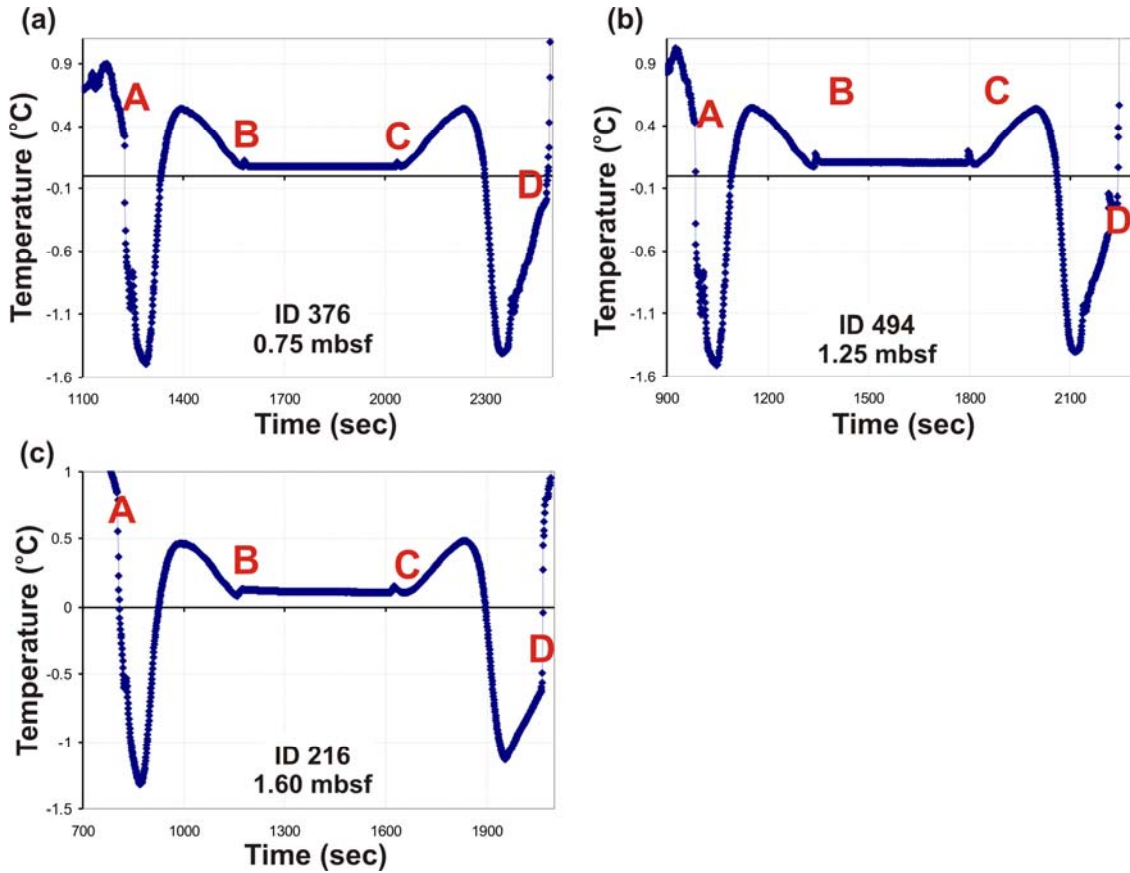 (a)
Temperature (°C)
0.9
0.4
-0.1
-0.6
-1.1
-1.6
A
B
C
D
ID 376
0.75 mbsf
1100 1400 1700 2000 2300
Time (sec)
(b)
Temperature (°C)
0.9
0.4
-0.1
-0.6
-1.1
-1.6
A
B
C
D
ID 494
1.25 mbsf
900 1200 1500 1800 2100
Time (sec)
(c)
Temperature (°C)
1
0.5
0
-0.5
-1
-1.5
A
B
C
D
ID 216
1.60 mbsf
700 1000 1300 1600 1900
Time (sec)